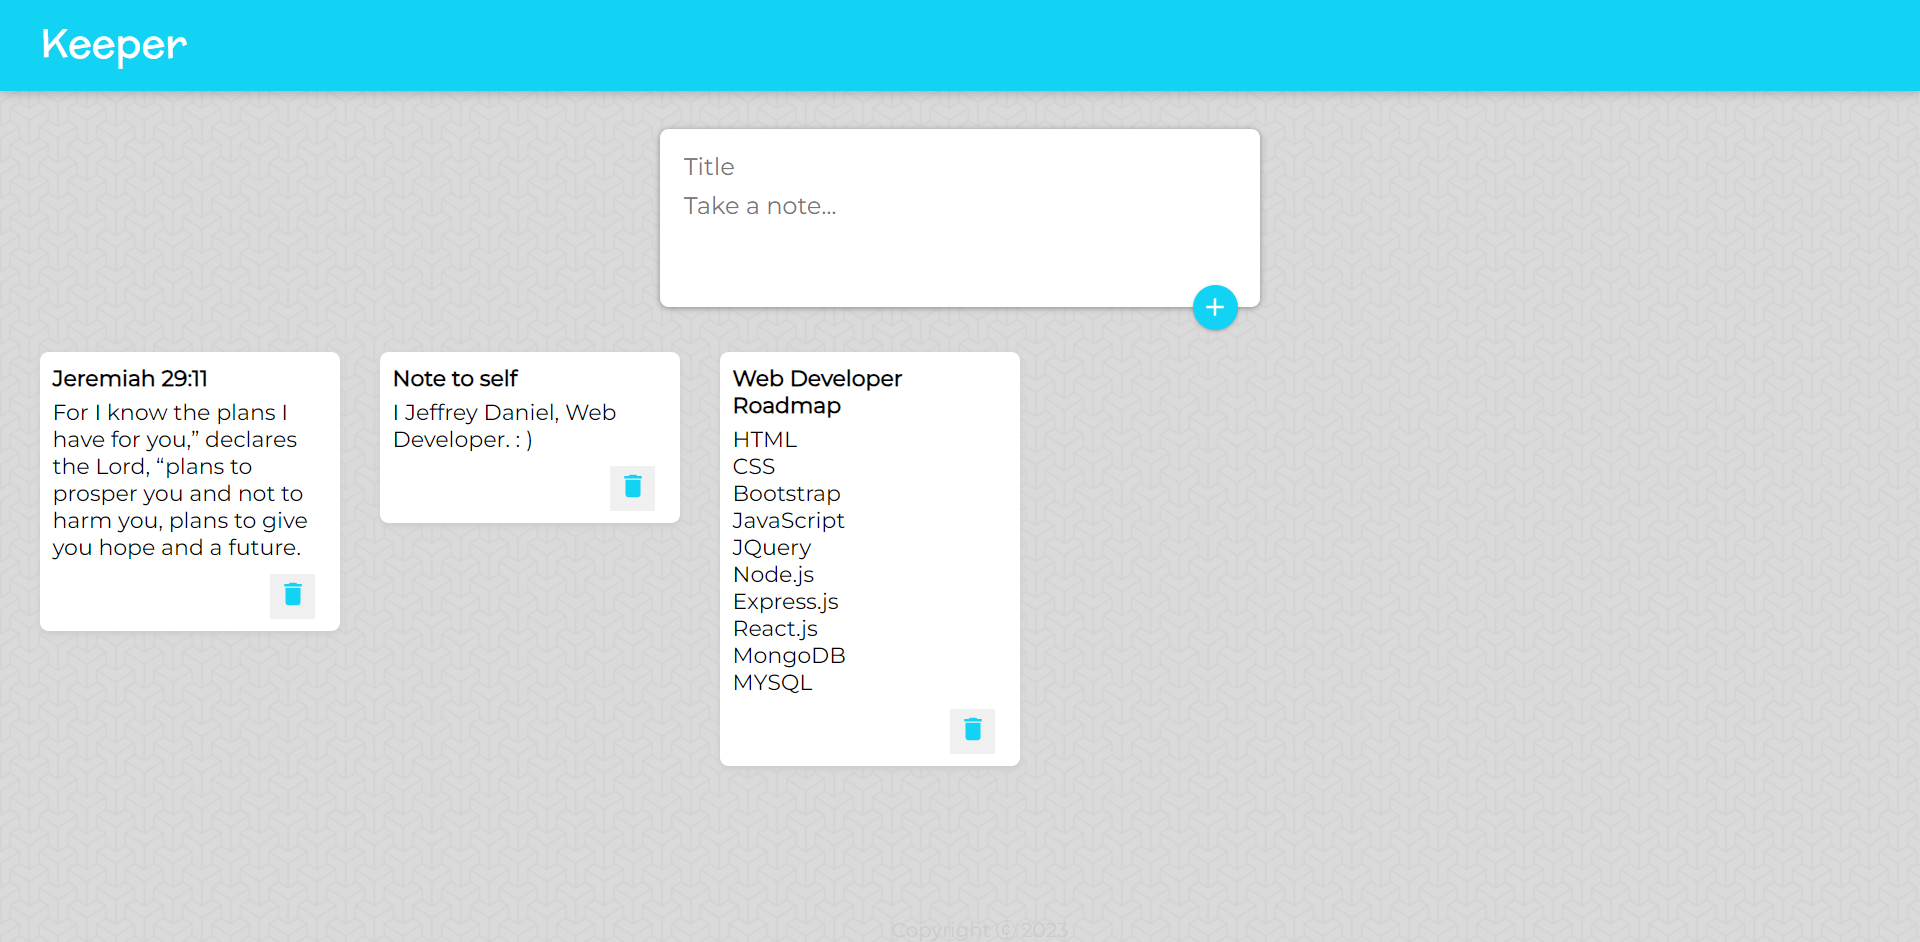 Keeper
Title
Take a note...
Jeremiah 29:11
For I know the plans I
have for you,” declares
the Lord, “plans to
prosper you and not to
harm you, plans to give
you hope and a future.
Note to self
I Jeffrey Daniel, Web
Developer. : )
Web Developer
Roadmap
HTML
CSS
Bootstrap
JavaScript
JQuery
Node.js
Express.js
React.js
MongoDB
MYSQL
Copyright © 2023